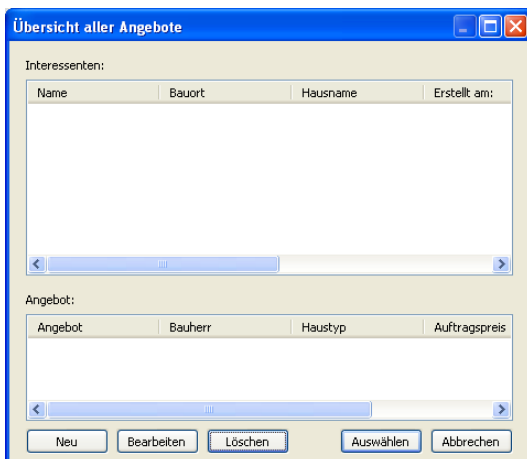 Übersicht aller Angebote
Interessenten:
Name Bauort Hausname Erstellt am:
Angebot:
Angebot Bauherr Haustyp Auftragspreis
Neu Bearbeiten Löschen Auswählen Abbrechen